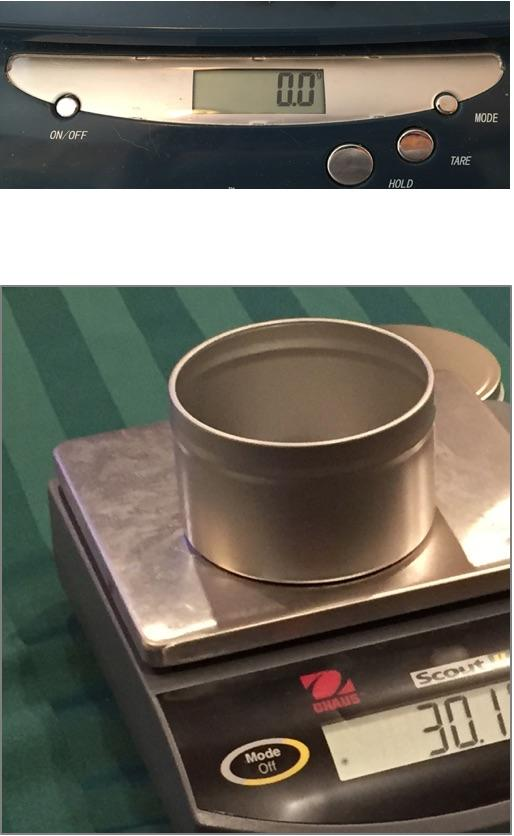 0.0 g
ON/OFF
MODE
TARE
HOLD
OHAUS
Scout
30.1
Mode
Off